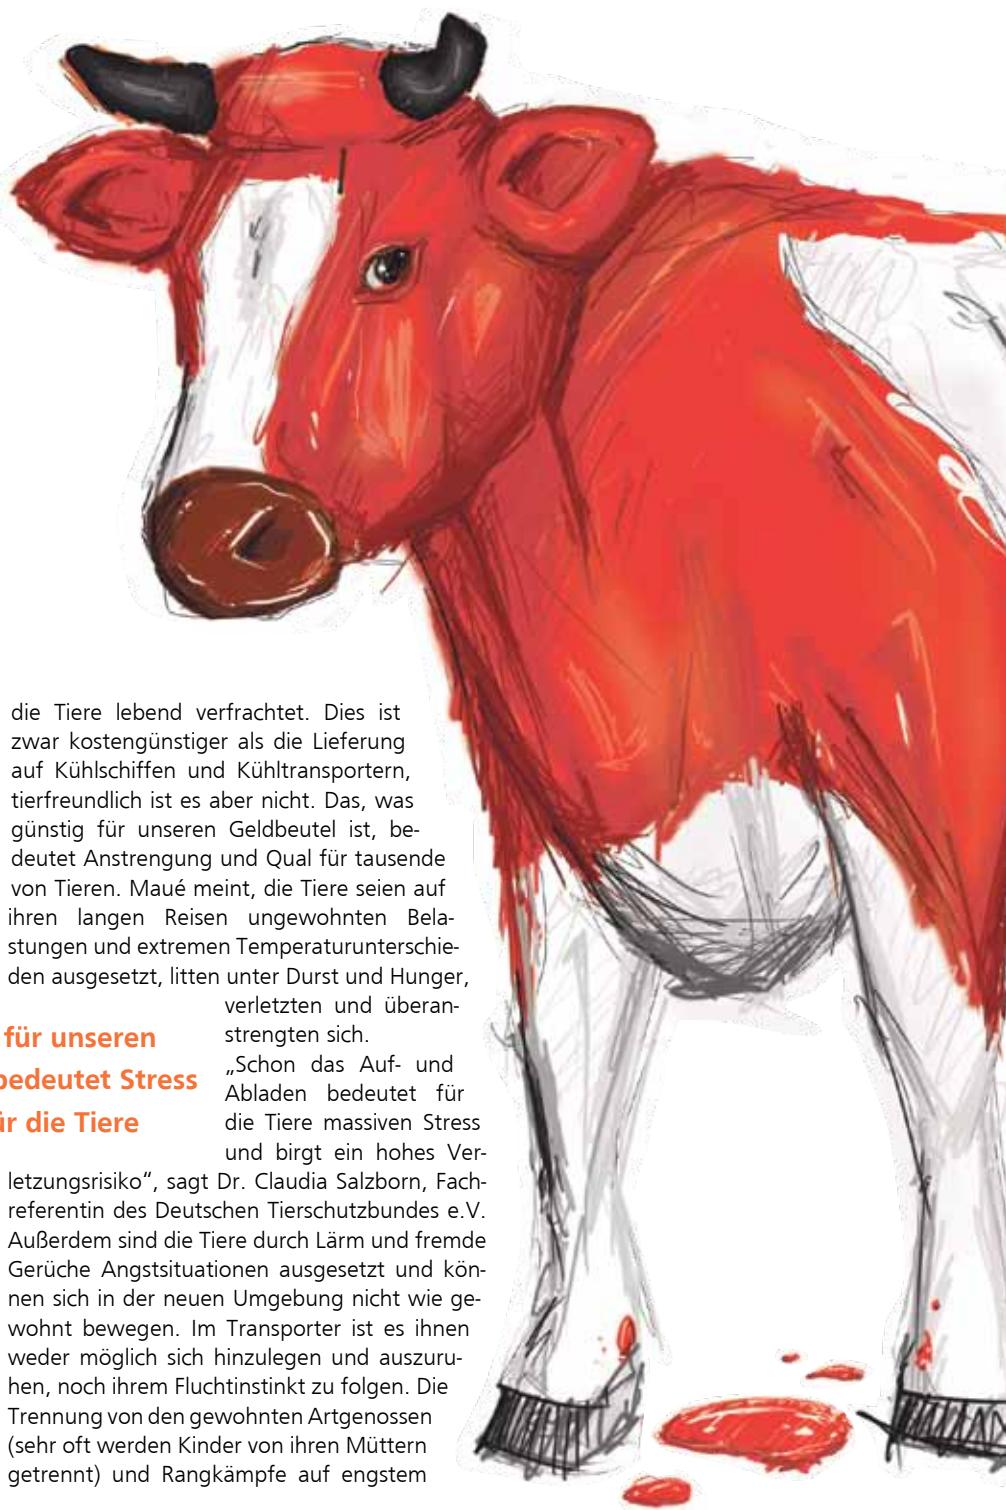 die Tiere lebend verfrachtet. Dies ist
zwar kostengünstiger als die Lieferung
auf Kühlschiffen und Kühltransportern,
tierfreundlich ist es aber nicht. Das, was
günstig für unseren Geldbeutel ist, be-
deutet Anstrengung und Qual für tausende
von Tieren. Maué meint, die Tiere seien auf
ihren langen Reisen ungewohnten Bela-
stungen und extremen Temperaturunterschie-
den ausgesetzt, litten unter Durst und Hunger,
verletzten und überan-
strengten sich.
„Schon das Auf- und
Abladen bedeutet für
die Tiere massiven Stress
und birgt ein hohes Ver-
letzungsrisiko“, sagt Dr. Claudia Salzborn, Fach-
referentin des Deutschen Tierschutzbundes e.V.
Außerdem sind die Tiere durch Lärm und fremde
Gerüche Angstsituationen ausgesetzt und kön-
nen sich in der neuen Umgebung nicht wie ge-
wohnt bewegen. Im Transporter ist es ihnen
weder möglich sich hinzulegen und auszuru-
hen, noch ihrem Fluchtinstinkt zu folgen. Die
Trennung von den gewohnten Artgenossen
(sehr oft werden Kinder von ihren Müttern
getrennt) und Rangkämpfe auf engstem
für unseren
bedeutet Stress
für die Tiere